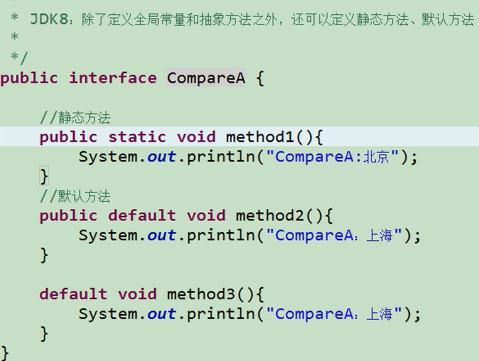 * JDK8：除了定义全局常量和抽象方法之外，还可以定义静态方法、默认方法
*
*/
public interface CompareA {
//静态方法
public static void method1(){
System.out.println("CompareA:北京");
}
//默认方法
public default void method2(){
System.out.println("CompareA：上海");
}
default void method3(){
System.out.println("CompareA：上海");
}
}